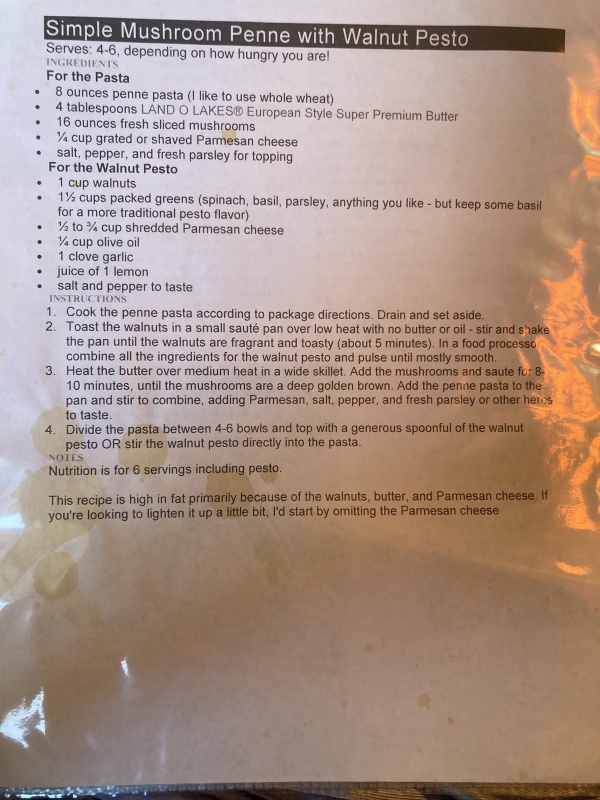 Simple Mushroom Penne with Walnut Pesto
Serves: 4-6, depending on how hungry you are!
INGREDIENTS
For the Pasta
• 8 ounces penne pasta (I like to use whole wheat)
• 4 tablespoons LAND O LAKES® European Style Super Premium Butter
• 16 ounces fresh sliced mushrooms
• ¼ cup grated or shaved Parmesan cheese
• salt, pepper, and fresh parsley for topping
For the Walnut Pesto
• 1 cup walnuts
• 1½ cups packed greens (spinach, basil, parsley, anything you like - but keep some basil
for a more traditional pesto flavor)
• ½ to ¾ cup shredded Parmesan cheese
• ¼ cup olive oil
• 1 clove garlic
• juice of 1 lemon
• salt and pepper to taste
INSTRUCTIONS
1. Cook the penne pasta according to package directions. Drain and set aside.
2. Toast the walnuts in a small sauté pan over low heat with no butter or oil - stir and shake
the pan until the walnuts are fragrant and toasty (about 5 minutes). In a food processo
combine all the ingredients for the walnut pesto and pulse until mostly smooth.
3. Heat the butter over medium heat in a wide skillet. Add the mushrooms and saute for 8-
10 minutes, until the mushrooms are a deep golden brown. Add the penne pasta to the
pan and stir to combine, adding Parmesan, salt, pepper, and fresh parsley or other herbs
to taste.
4. Divide the pasta between 4-6 bowls and top with a generous spoonful of the walnut
pesto OR stir the walnut pesto directly into the pasta.
NOTES
Nutrition is for 6 servings including pesto.
This recipe is high in fat primarily because of the walnuts, butter, and Parmesan cheese. If
you're looking to lighten it up a little bit, I'd start by omitting the Parmesan cheese